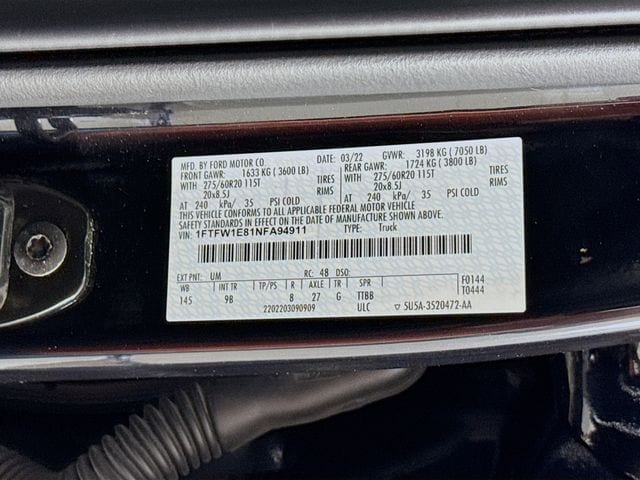 MFD. BY FORD MOTOR CO.
DATE: 03/22 GVWR: 3198 KG ( 7050 LB)
FRONT GAWR: 1633 KG ( 3600 LB) REAR GAWR: 1724 KG ( 3800 LB)
WITH 275/60R20 115T TIRES WITH 275/60R20 115T TIRES
20x8.5J RIMS 20x8.5J RIMS
AT 240 kPa/ 35 PSI COLD AT 240 kPa/ 35 PSI COLD
THIS VEHICLE CONFORMS TO ALL APPLICABLE FEDERAL MOTOR VEHICLE
SAFETY STANDARDS IN EFFECT ON THE DATE OF MANUFACTURE SHOWN ABOVE.
VIN: 1FTFW1E81NFA94911 TYPE: Truck
EXT PNT: UM RC: 48 DSO: F0144
WB INT TR TP/PS R AXLE TR SPR T0444
145 9B 8 27 G TTBB
2202203090909 ULC ▽ 5U5A-3520472-AA